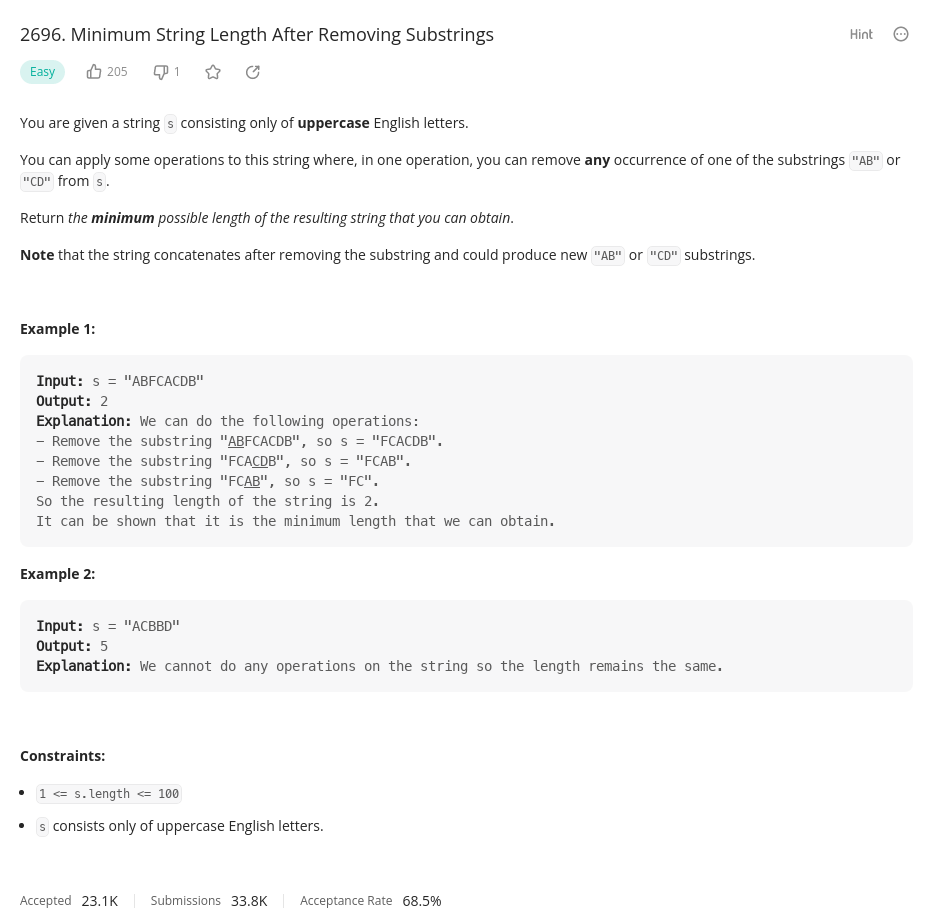 2696. Minimum String Length After Removing Substrings Hint
Easy 205 1
You are given a string s consisting only of uppercase English letters.
You can apply some operations to this string where, in one operation, you can remove any occurrence of one of the substrings "AB" or
"CD" from s.
Return the minimum possible length of the resulting string that you can obtain.
Note that the string concatenates after removing the substring and could produce new "AB" or "CD" substrings.
Example 1:
Input: s = "ABFCACDB"
Output: 2
Explanation: We can do the following operations:
- Remove the substring "ABFCACDB", so s = "FCACDB".
- Remove the substring "FCACDB", so s = "FCAB".
- Remove the substring "FCAB", so s = "FC".
So the resulting length of the string is 2.
It can be shown that it is the minimum length that we can obtain.
Example 2:
Input: s = "ACBBD"
Output: 5
Explanation: We cannot do any operations on the string so the length remains the same.
Constraints:
• 1 <= s.length <= 100
• s consists only of uppercase English letters.
Accepted 23.1K Submissions 33.8K Acceptance Rate 68.5%